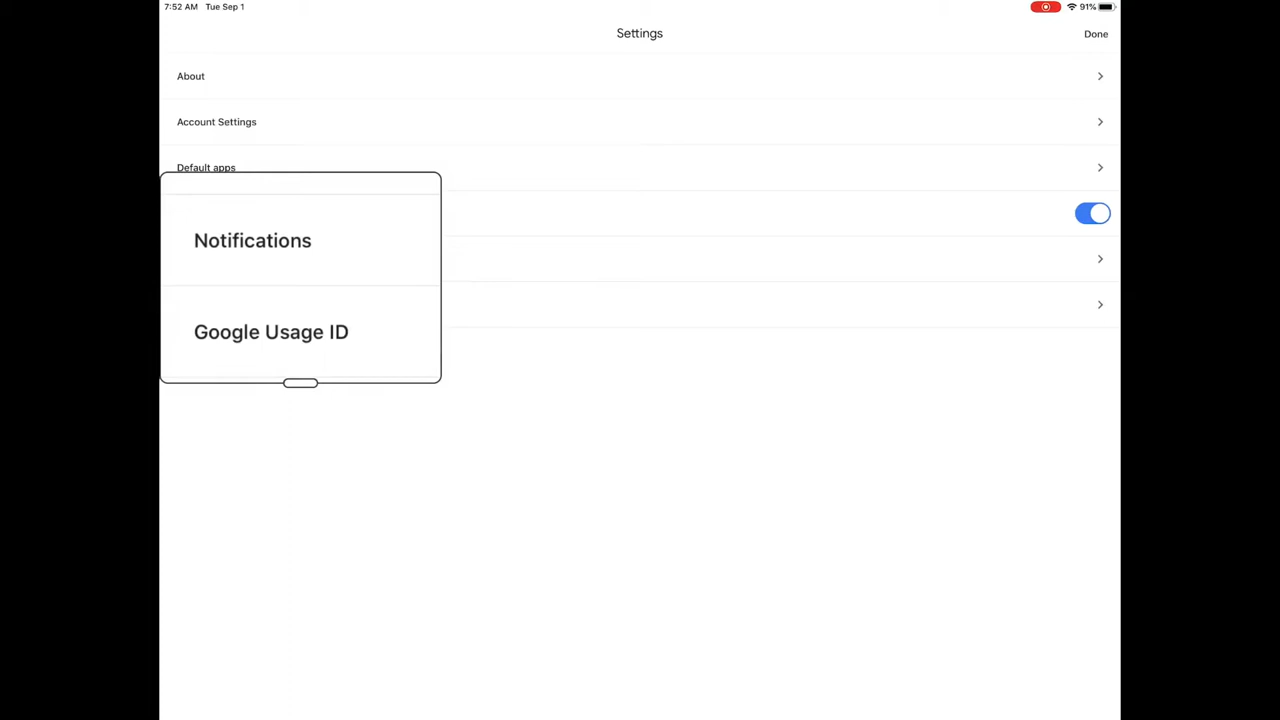 7:52 AM Tue Sep 1 91%
Settings Done
About
Account Settings
Default apps
Notifications
Google Usage ID